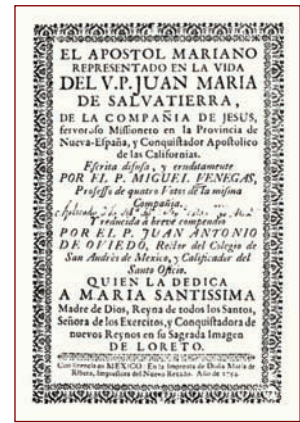 EL APOSTOL MARIANO
REPRESENTADO EN LA VIDA
DEL V.P. JUAN MARIA
DE SALVATIERRA,
DE LA COMPAÑIA DE JESUS,
fervoroso Missionero en la Provincia de
Nueva-España, y Conquistador Apostolico
de las Californias.
Escrita difusa, y eruditamente
POR EL P. MIGUEL VENEGAS,
Professo de quatro Votos de la misma
Compañia.
Y reducida à breve compendio
POR EL P. JUAN ANTONIO
DE OVIEDO, Rector del Colegio de
San Andrès de Mexico, y Calificador del
Santo Oficio.
QUIEN LA DEDICA
A MARIA SANTISSIMA
Madre de Dios, Reyna de todos los Santos,
Señora de los Exercitos, y Conquistadora de
nuevos Reynos en su Sagrada Imagen
DE LORETO.
Con licencia en MEXICO: En la Imprenta de Doña Maria de
Ribera, Impressora del Nuevo Rezado. Año de 1754